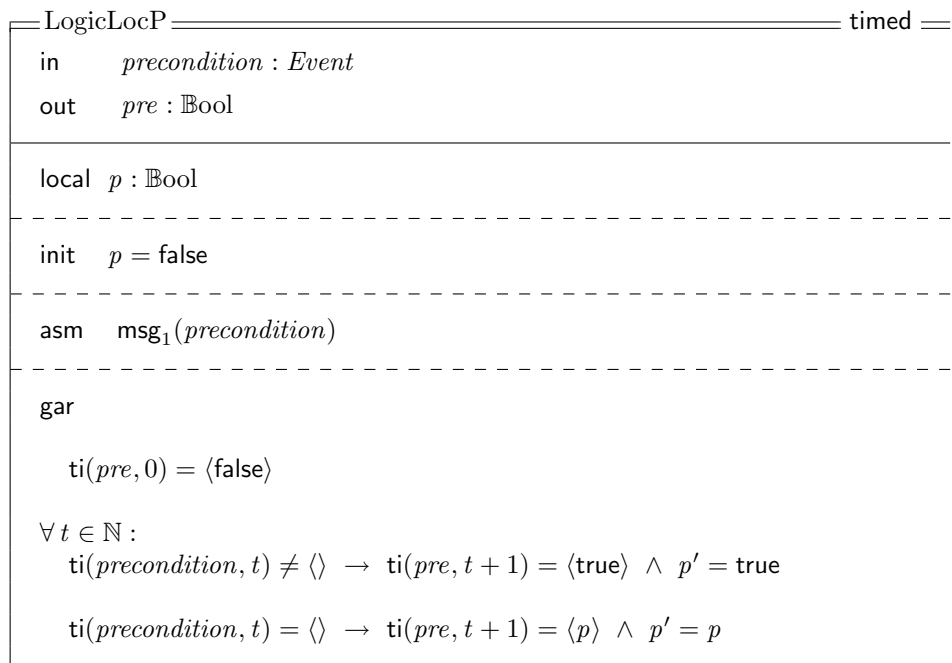 LogicLocP timed
in precondition : Event
out pre : 𝔹ool
local p : 𝔹ool
init p = false
asm msg₁(precondition)
gar
ti(pre, 0) = ⟨false⟩
∀ t ∈ ℕ :
ti(precondition, t) ≠ ⟨⟩ → ti(pre, t + 1) = ⟨true⟩ ∧ p′ = true
ti(precondition, t) = ⟨⟩ → ti(pre, t + 1) = ⟨p⟩ ∧ p′ = p